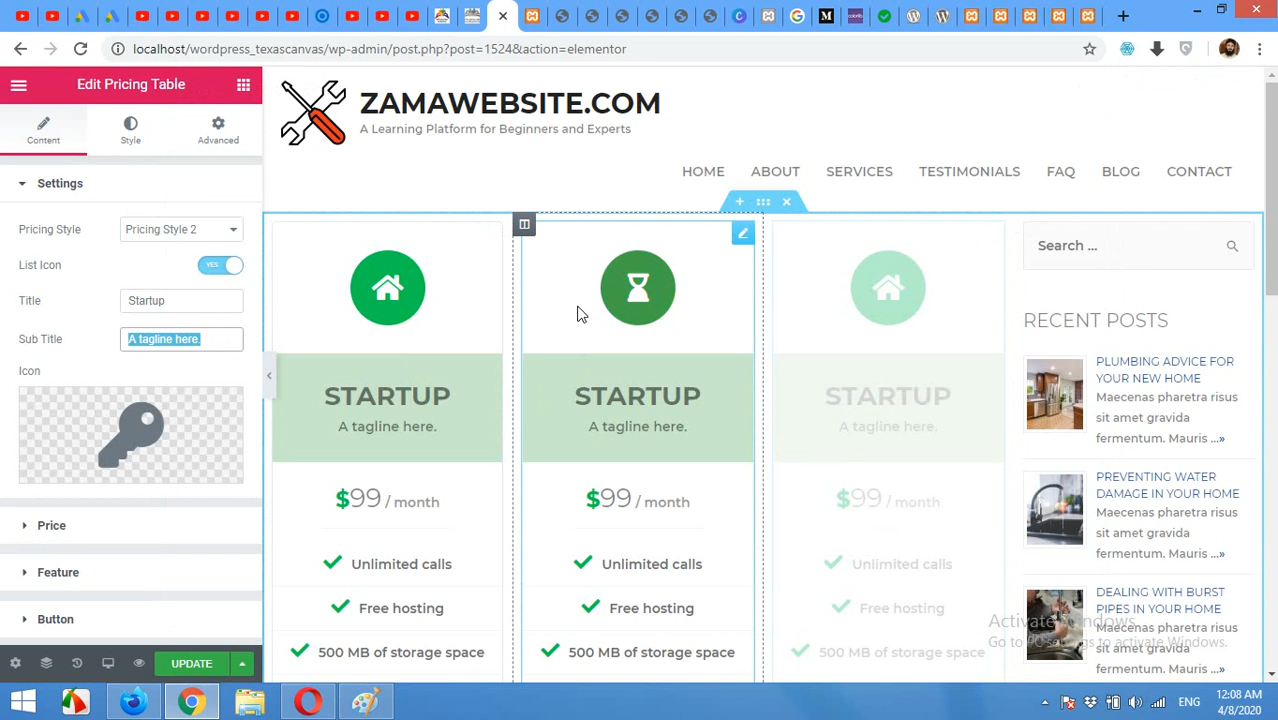 localhost/wordpress_texascanvas/wp-admin/post.php?post=1524&action=elementor
Edit Pricing Table
Content
Style
Advanced
Settings
Pricing Style
Pricing Style 2
List Icon
YES
Title
Startup
Sub Title
A tagline here.
Icon
Price
Feature
Button
UPDATE
ZAMAWEBSITE.COM
A Learning Platform for Beginners and Experts
HOME
ABOUT
SERVICES
TESTIMONIALS
FAQ
BLOG
CONTACT
STARTUP
A tagline here.
$99 / month
Unlimited calls
Free hosting
500 MB of storage space
STARTUP
A tagline here.
$99 / month
Unlimited calls
Free hosting
500 MB of storage space
STARTUP
A tagline here.
$99 / month
Unlimited calls
Free hosting
500 MB of storage space
Search ...
RECENT POSTS
PLUMBING ADVICE FOR
YOUR NEW HOME
Maecenas pharetra risus
sit amet gravida
fermentum. Mauris ...»
PREVENTING WATER
DAMAGE IN YOUR HOME
Maecenas pharetra risus
sit amet gravida
fermentum. Mauris ...»
DEALING WITH BURST
PIPES IN YOUR HOME
Maecenas pharetra risus
sit amet gravida
fermentum. Mauris ...»
Activate Windows
Go to PC settings to activate Windows.
ENG
12:08 AM
4/8/2020